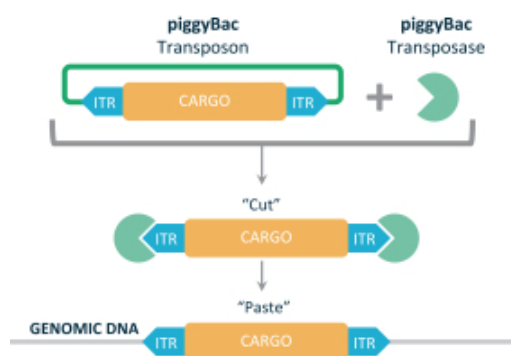 piggyBac
Transposon
piggyBac
Transposase
ITR
CARGO
ITR
"Cut"
ITR
CARGO
ITR
"Paste"
GENOMIC DNA
ITR
CARGO
ITR